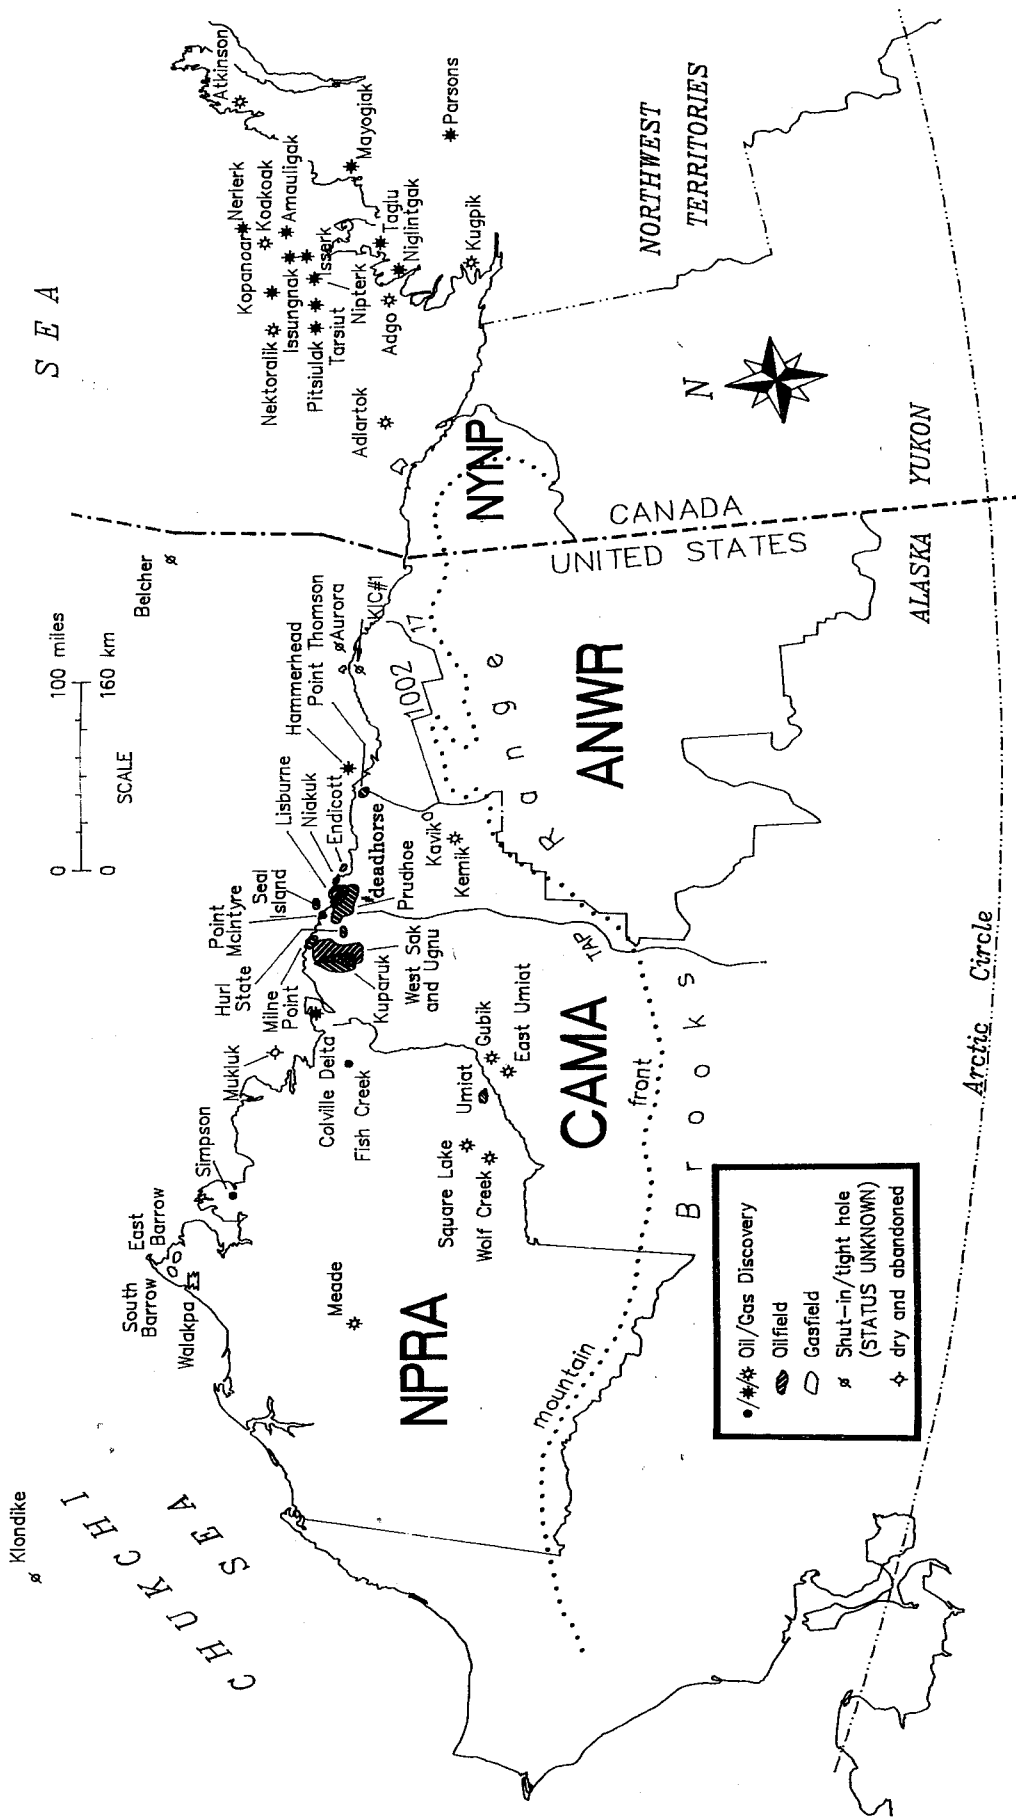 S E A
CHUKCHI
SEA
Klondike
Belcher
0 100 miles
0 160 km
SCALE
Atkinson
Nerlerk
Kopanoar
Koakoak
Amauligak
Issungnak
Nektoralik
Isserk
Pitsiulak
Tarsiut
Nipterk
Mayogiak
Taglu
Niglintgak
Adgo
Adlartok
Parsons
Kugpik
South
Barrow
East
Barrow
Walakpa
Simpson
Mukluk
Milne
Point
Hurl
State
Point
McIntyre
Seal
Island
Lisburne
Niakuk
Endicott
Hammerhead
Point Thomson
Aurora
KIC#1
deadhorse
Prudhoe
West Sak
and Ugnu
Kuparuk
Colville Delta
Fish Creek
Meade
Kavik
Kemik
1002
17
Umiat
Gubik
East Umiat
Square Lake
Wolf Creek
TAP
NPRA
CAMA
ANWR
NYNP
mountain
front
Brooks
Range
CANADA
UNITED STATES
NORTHWEST
TERRITORIES
YUKON
ALASKA
N
Arctic Circle
•/✷/☼ Oil/Gas Discovery
Oilfield
Gasfield
Shut-in/tight hole
(STATUS UNKNOWN)
dry and abandoned